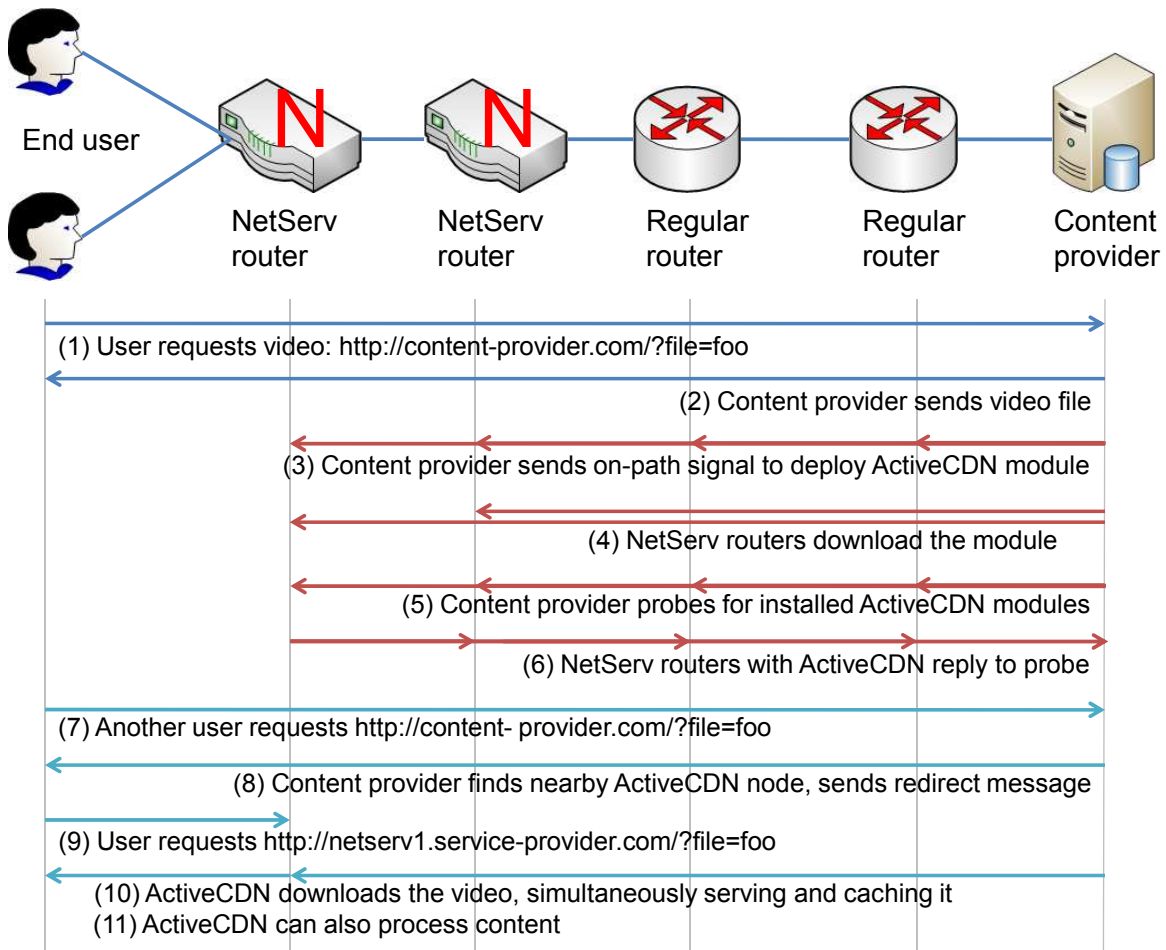 N
N
End user
NetServ
router
NetServ
router
Regular
router
Regular
router
Content
provider
(1) User requests video: http://content-provider.com/?file=foo
(2) Content provider sends video file
(3) Content provider sends on-path signal to deploy ActiveCDN module
(4) NetServ routers download the module
(5) Content provider probes for installed ActiveCDN modules
(6) NetServ routers with ActiveCDN reply to probe
(7) Another user requests http://content- provider.com/?file=foo
(8) Content provider finds nearby ActiveCDN node, sends redirect message
(9) User requests http://netserv1.service-provider.com/?file=foo
(10) ActiveCDN downloads the video, simultaneously serving and caching it
(11) ActiveCDN can also process content